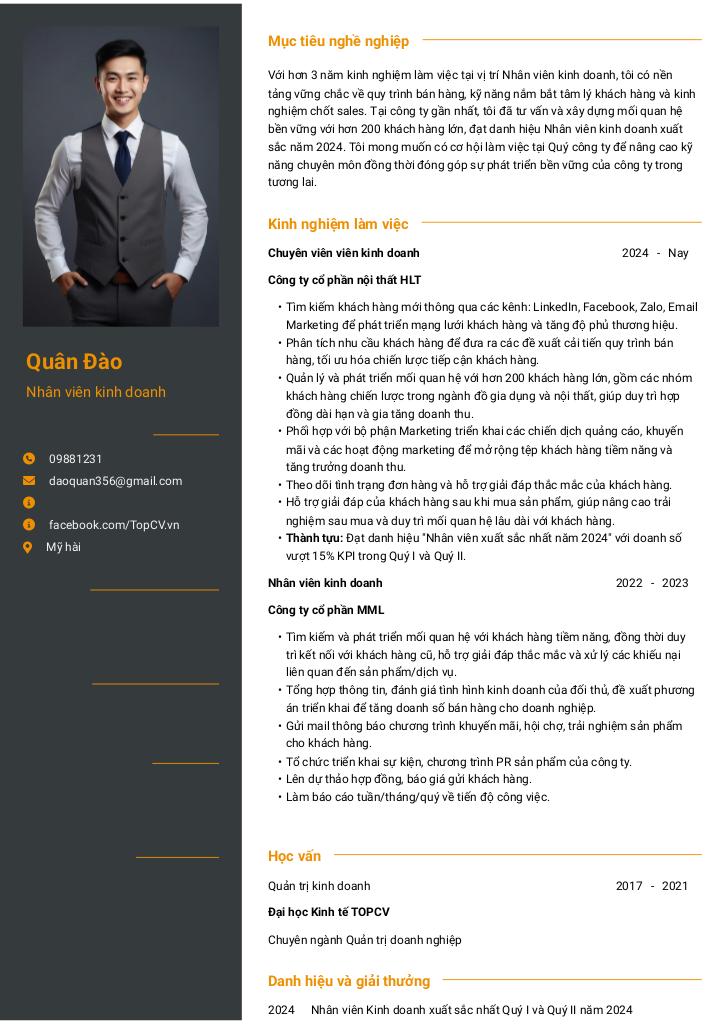 Quân Đào
Nhân viên kinh doanh
09881231
daoquan356@gmail.com
facebook.com/TopCV.vn
Mỹ hài
Mục tiêu nghề nghiệp
Với hơn 3 năm kinh nghiệm làm việc tại vị trí Nhân viên kinh doanh, tôi có nền
tảng vững chắc về quy trình bán hàng, kỹ năng nắm bắt tâm lý khách hàng và kinh
nghiệm chốt sales. Tại công ty gần nhất, tôi đã tư vấn và xây dựng mối quan hệ
bền vững với hơn 200 khách hàng lớn, đạt danh hiệu Nhân viên kinh doanh xuất
sắc năm 2024. Tôi mong muốn có cơ hội làm việc tại Quý công ty để nâng cao kỹ
năng chuyên môn đồng thời đóng góp sự phát triển bền vững của công ty trong
tương lai.
Kinh nghiệm làm việc
Chuyên viên viên kinh doanh 2024 - Nay
Công ty cổ phần nội thất HLT
• Tìm kiếm khách hàng mới thông qua các kênh: LinkedIn, Facebook, Zalo, Email
Marketing để phát triển mạng lưới khách hàng và tăng độ phủ thương hiệu.
• Phân tích nhu cầu khách hàng để đưa ra các đề xuất cải tiến quy trình bán
hàng, tối ưu hóa chiến lược tiếp cận khách hàng.
• Quản lý và phát triển mối quan hệ với hơn 200 khách hàng lớn, gồm các nhóm
khách hàng chiến lược trong ngành đồ gia dụng và nội thất, giúp duy trì hợp
đồng dài hạn và gia tăng doanh thu.
• Phối hợp với bộ phận Marketing triển khai các chiến dịch quảng cáo, khuyến
mãi và các hoạt động marketing để mở rộng tệp khách hàng tiềm năng và
tăng trưởng doanh thu.
• Theo dõi tình trạng đơn hàng và hỗ trợ giải đáp thắc mắc của khách hàng.
• Hỗ trợ giải đáp của khách hàng sau khi mua sản phẩm, giúp nâng cao trải
nghiệm sau mua và duy trì mối quan hệ lâu dài với khách hàng.
• Thành tựu: Đạt danh hiệu "Nhân viên xuất sắc nhất năm 2024" với doanh số
vượt 15% KPI trong Quý I và Quý II.
Nhân viên kinh doanh 2022 - 2023
Công ty cổ phần MML
• Tìm kiếm và phát triển mối quan hệ với khách hàng tiềm năng, đồng thời duy
trì kết nối với khách hàng cũ, hỗ trợ giải đáp thắc mắc và xử lý các khiếu nại
liên quan đến sản phẩm/dịch vụ.
• Tổng hợp thông tin, đánh giá tình hình kinh doanh của đối thủ, đề xuất phương
án triển khai để tăng doanh số bán hàng cho doanh nghiệp.
• Gửi mail thông báo chương trình khuyến mãi, hội chợ, trải nghiệm sản phẩm
cho khách hàng.
• Tổ chức triển khai sự kiện, chương trình PR sản phẩm của công ty.
• Lên dự thảo hợp đồng, báo giá gửi khách hàng.
• Làm báo cáo tuần/tháng/quý về tiến độ công việc.
Học vấn
Quản trị kinh doanh 2017 - 2021
Đại học Kinh tế TOPCV
Chuyên ngành Quản trị doanh nghiệp
Danh hiệu và giải thưởng
2024 Nhân viên Kinh doanh xuất sắc nhất Quý I và Quý II năm 2024